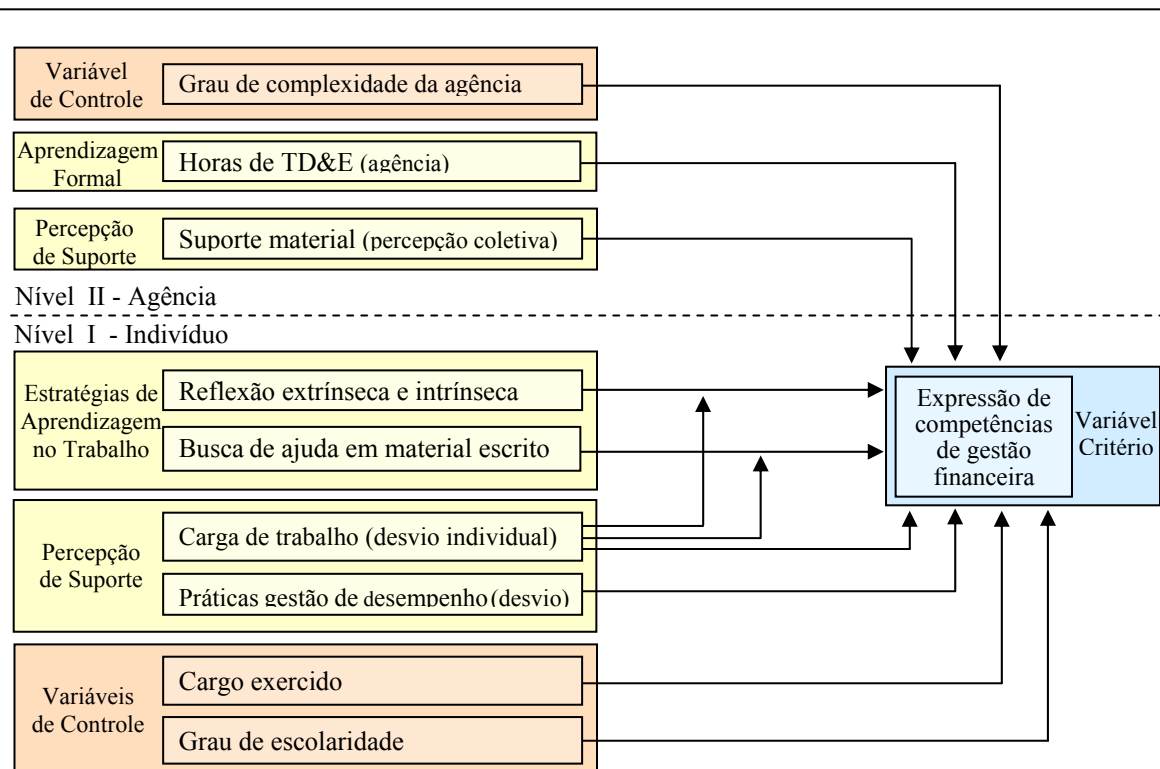 Variável
de Controle
Grau de complexidade da agência
Aprendizagem
Formal
Horas de TD&E (agência)
Percepção
de Suporte
Suporte material (percepção coletiva)
Nível II - Agência
Nível I - Indivíduo
Estratégias de
Aprendizagem
no Trabalho
Reflexão extrínseca e intrínseca
Busca de ajuda em material escrito
Expressão de
competências
de gestão
financeira
Variável
Critério
Percepção
de Suporte
Carga de trabalho (desvio individual)
Práticas gestão de desempenho (desvio)
Variáveis
de Controle
Cargo exercido
Grau de escolaridade